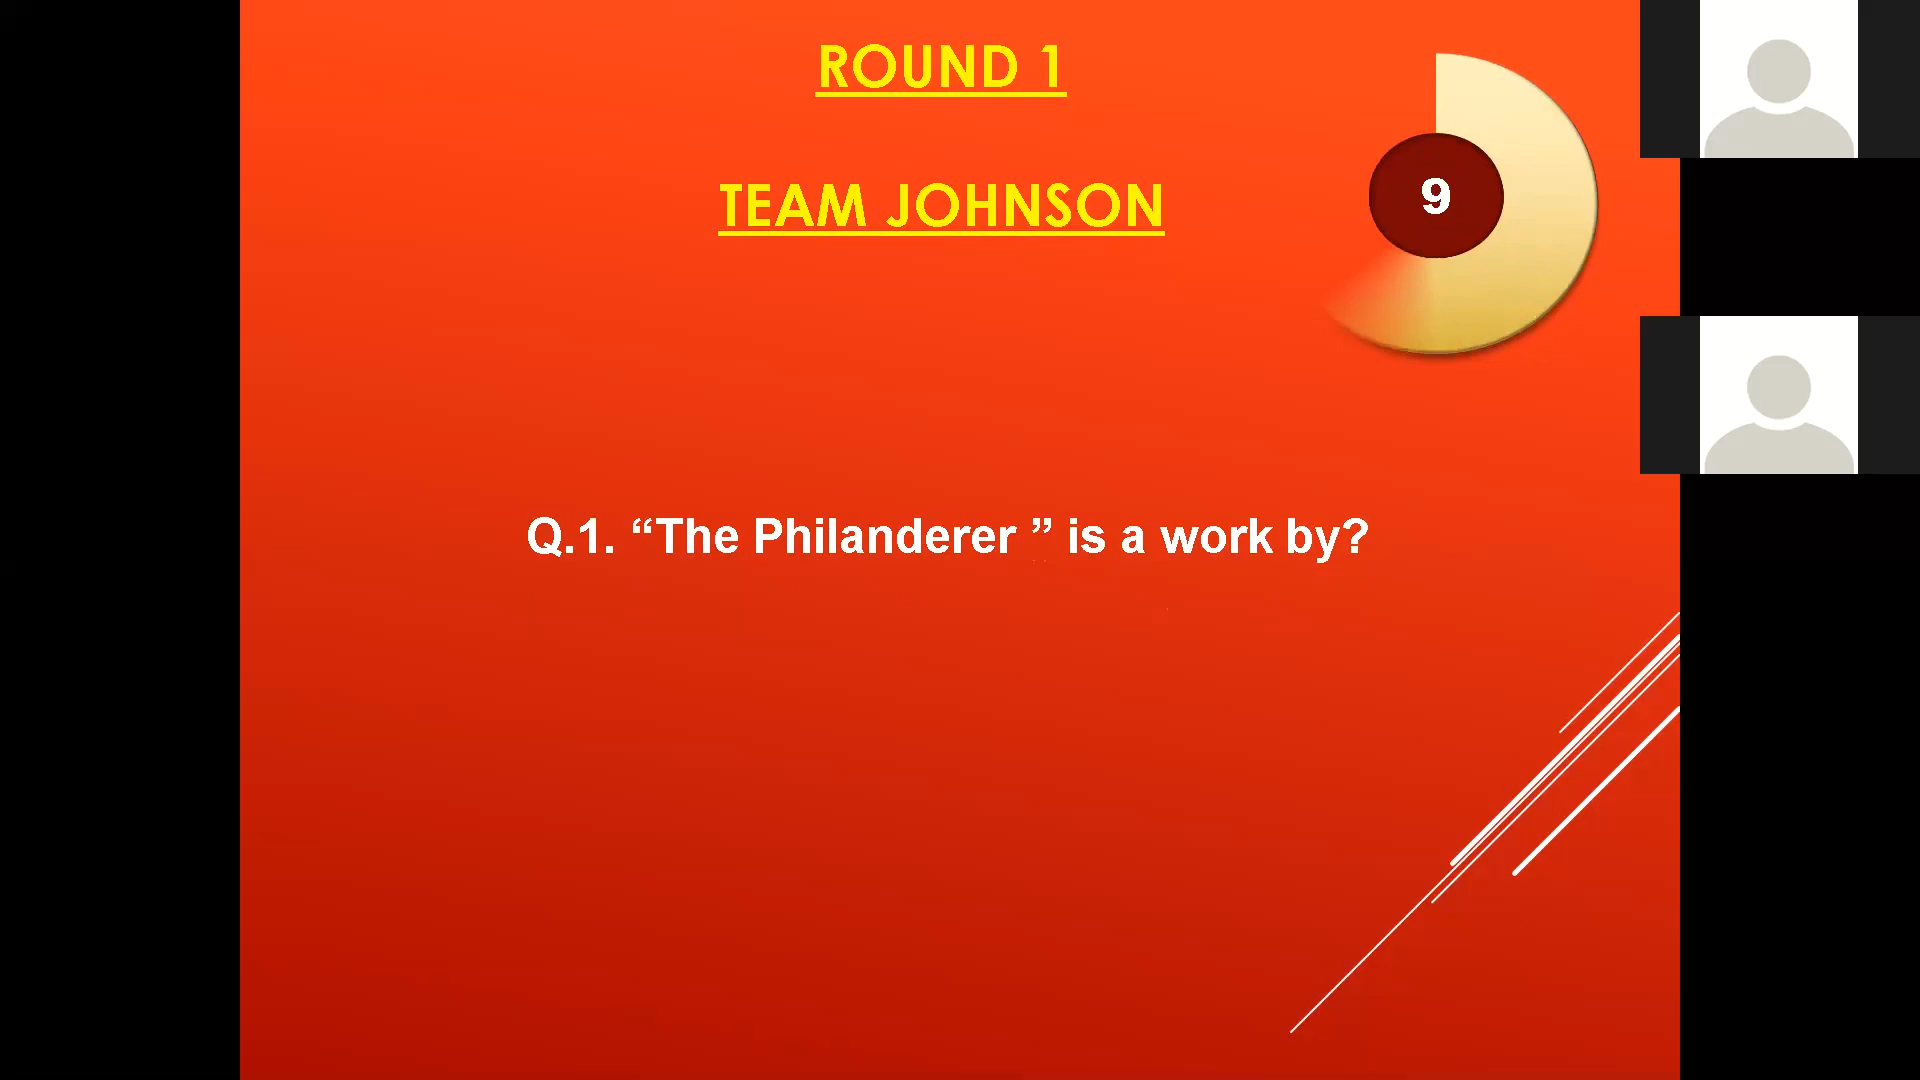 ROUND 1
TEAM JOHNSON
9
Q.1. “The Philanderer ” is a work by?